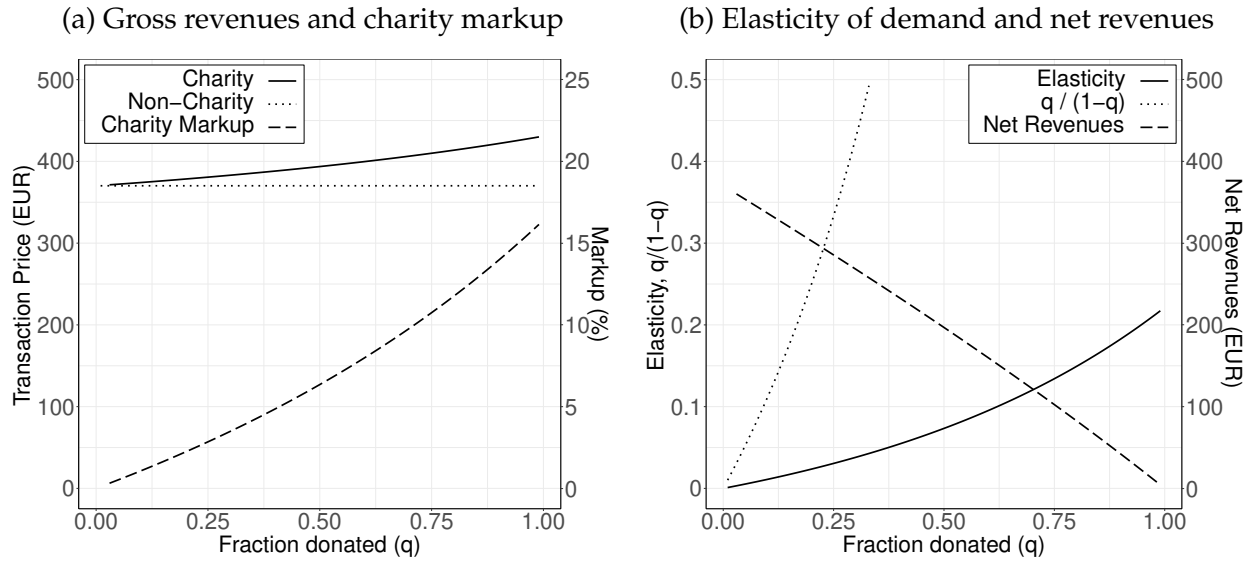 (a) Gross revenues and charity markup
Charity
Non−Charity
Charity Markup
500
400
300
200
100
0
25
20
15
10
5
0
Transaction Price (EUR)
Markup (%)
0.00 0.25 0.50 0.75 1.00
Fraction donated (q)
(b) Elasticity of demand and net revenues
Elasticity
q / (1−q)
Net Revenues
0.5
0.4
0.3
0.2
0.1
0
500
400
300
200
100
0
Elasticity, q/(1−q)
Net Revenues (EUR)
0.00 0.25 0.50 0.75 1.00
Fraction donated (q)